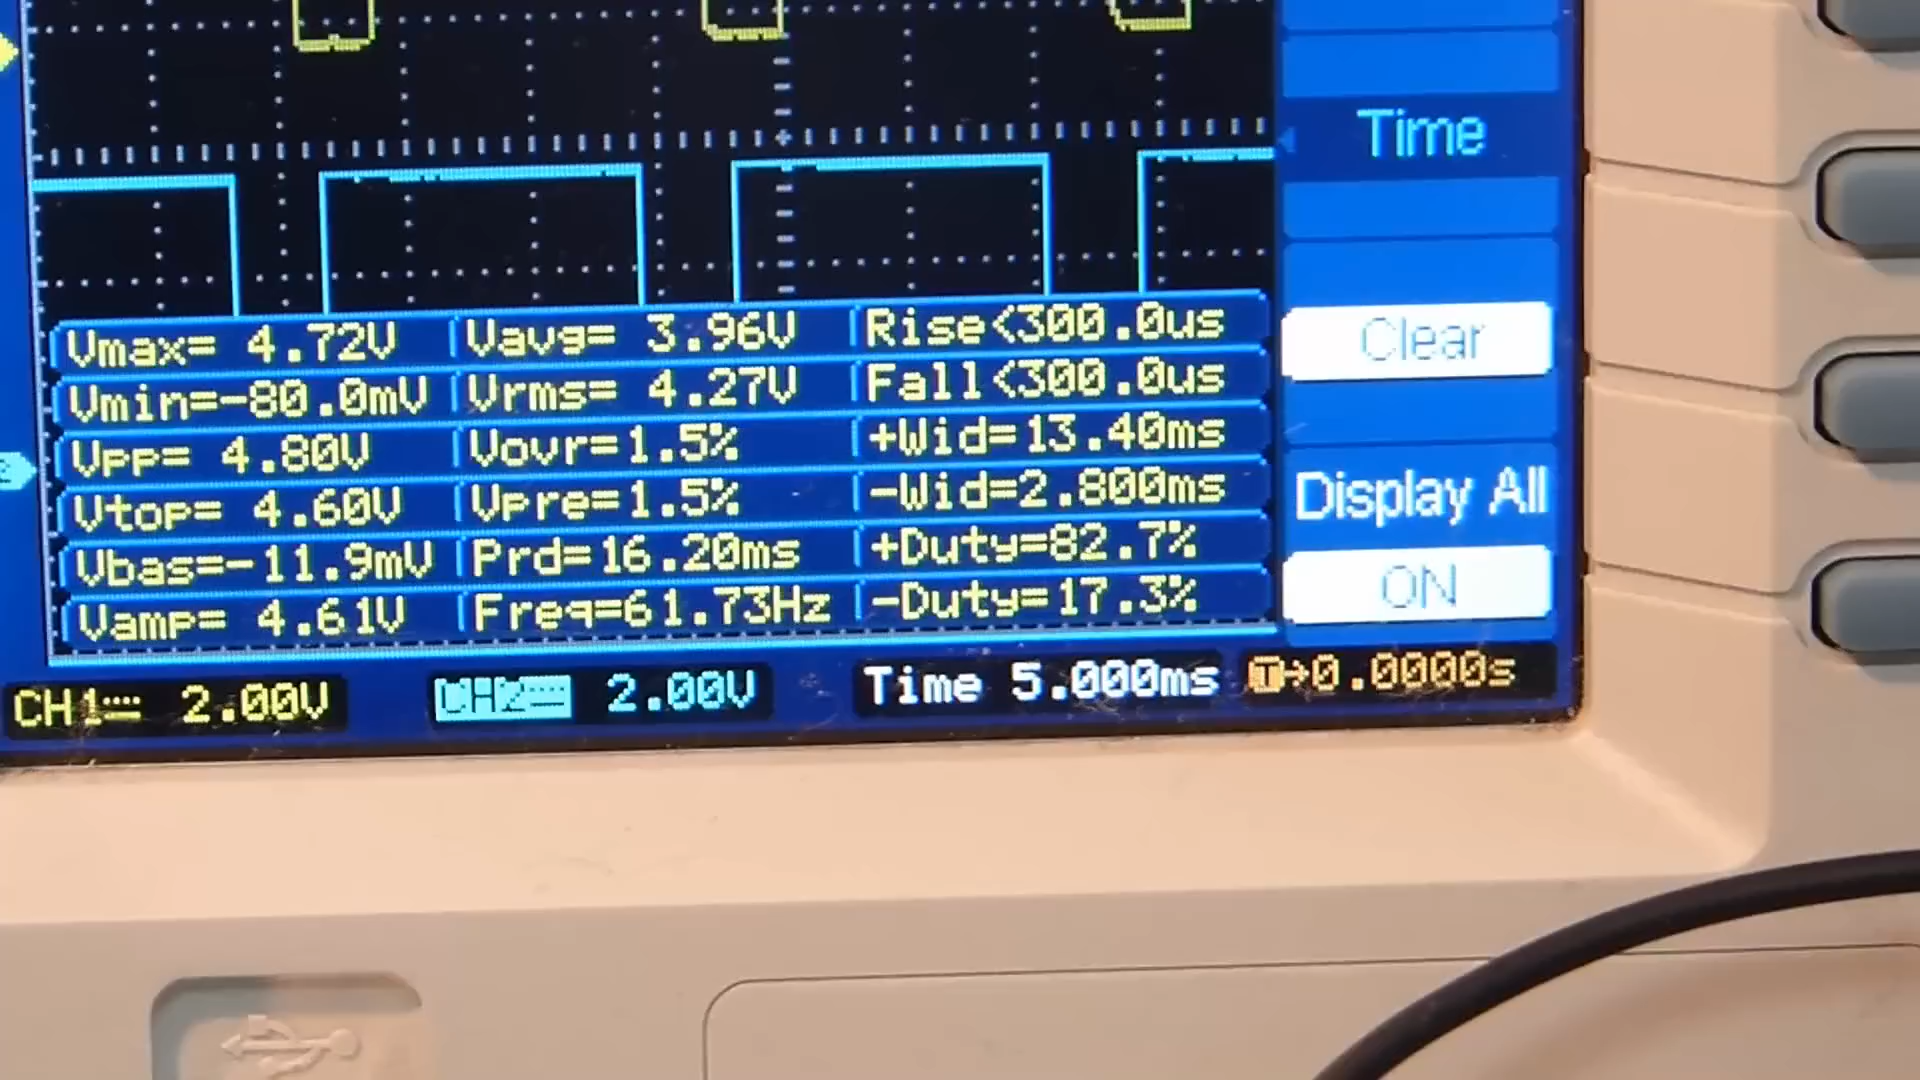 Time
Clear
Display All
ON
Vmax= 4.72V Vavg= 3.96V Rise<300.0us
Vmin=-80.0mV Vrms= 4.27V Fall<300.0us
Vpp= 4.80V Vovr=1.5% +Wid=13.40ms
Vtop= 4.60V Vpre=1.5% -Wid=2.800ms
Vbas=-11.9mV Prd=16.20ms +Duty=82.7%
Vamp= 4.61V Freq=61.73Hz -Duty=17.3%
CH1 2.00V CH2 2.00V Time 5.000ms T→0.0000s